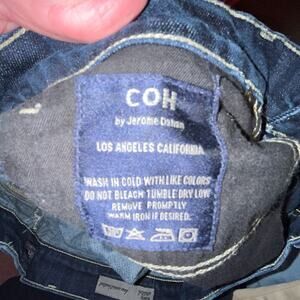 COH
by Jerome Dahan
LOS ANGELES CALIFORNIA
WASH IN COLD WITH LIKE COLORS
DO NOT BLEACH TUMBLE DRY LOW
REMOVE PROMPTLY
WARM IRON IF DESIRED.